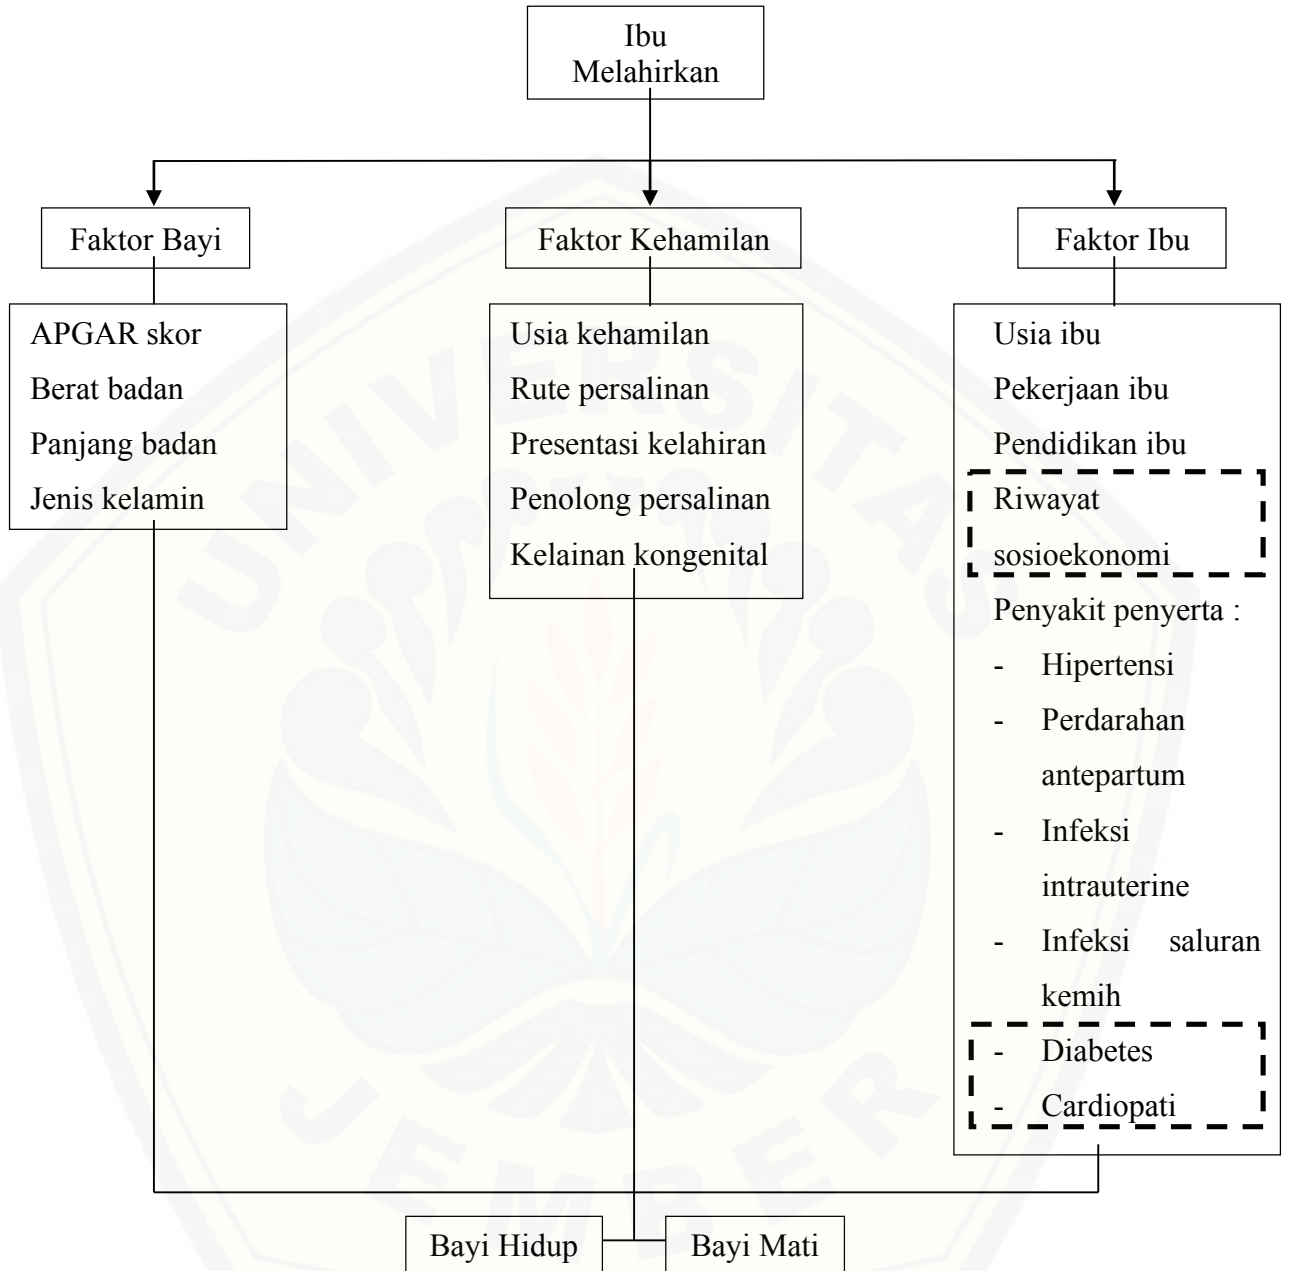 Ibu
Melahirkan
Faktor Bayi
Faktor Kehamilan
Faktor Ibu
APGAR skor
Berat badan
Panjang badan
Jenis kelamin
Usia kehamilan
Rute persalinan
Presentasi kelahiran
Penolong persalinan
Kelainan kongenital
Usia ibu
Pekerjaan ibu
Pendidikan ibu
Riwayat
sosioekonomi
Penyakit penyerta :
- Hipertensi
- Perdarahan
antepartum
- Infeksi
intrauterine
- Infeksi saluran
kemih
- Diabetes
- Cardiopati
Bayi Hidup
Bayi Mati
UNIVERSITAS
JEMBER